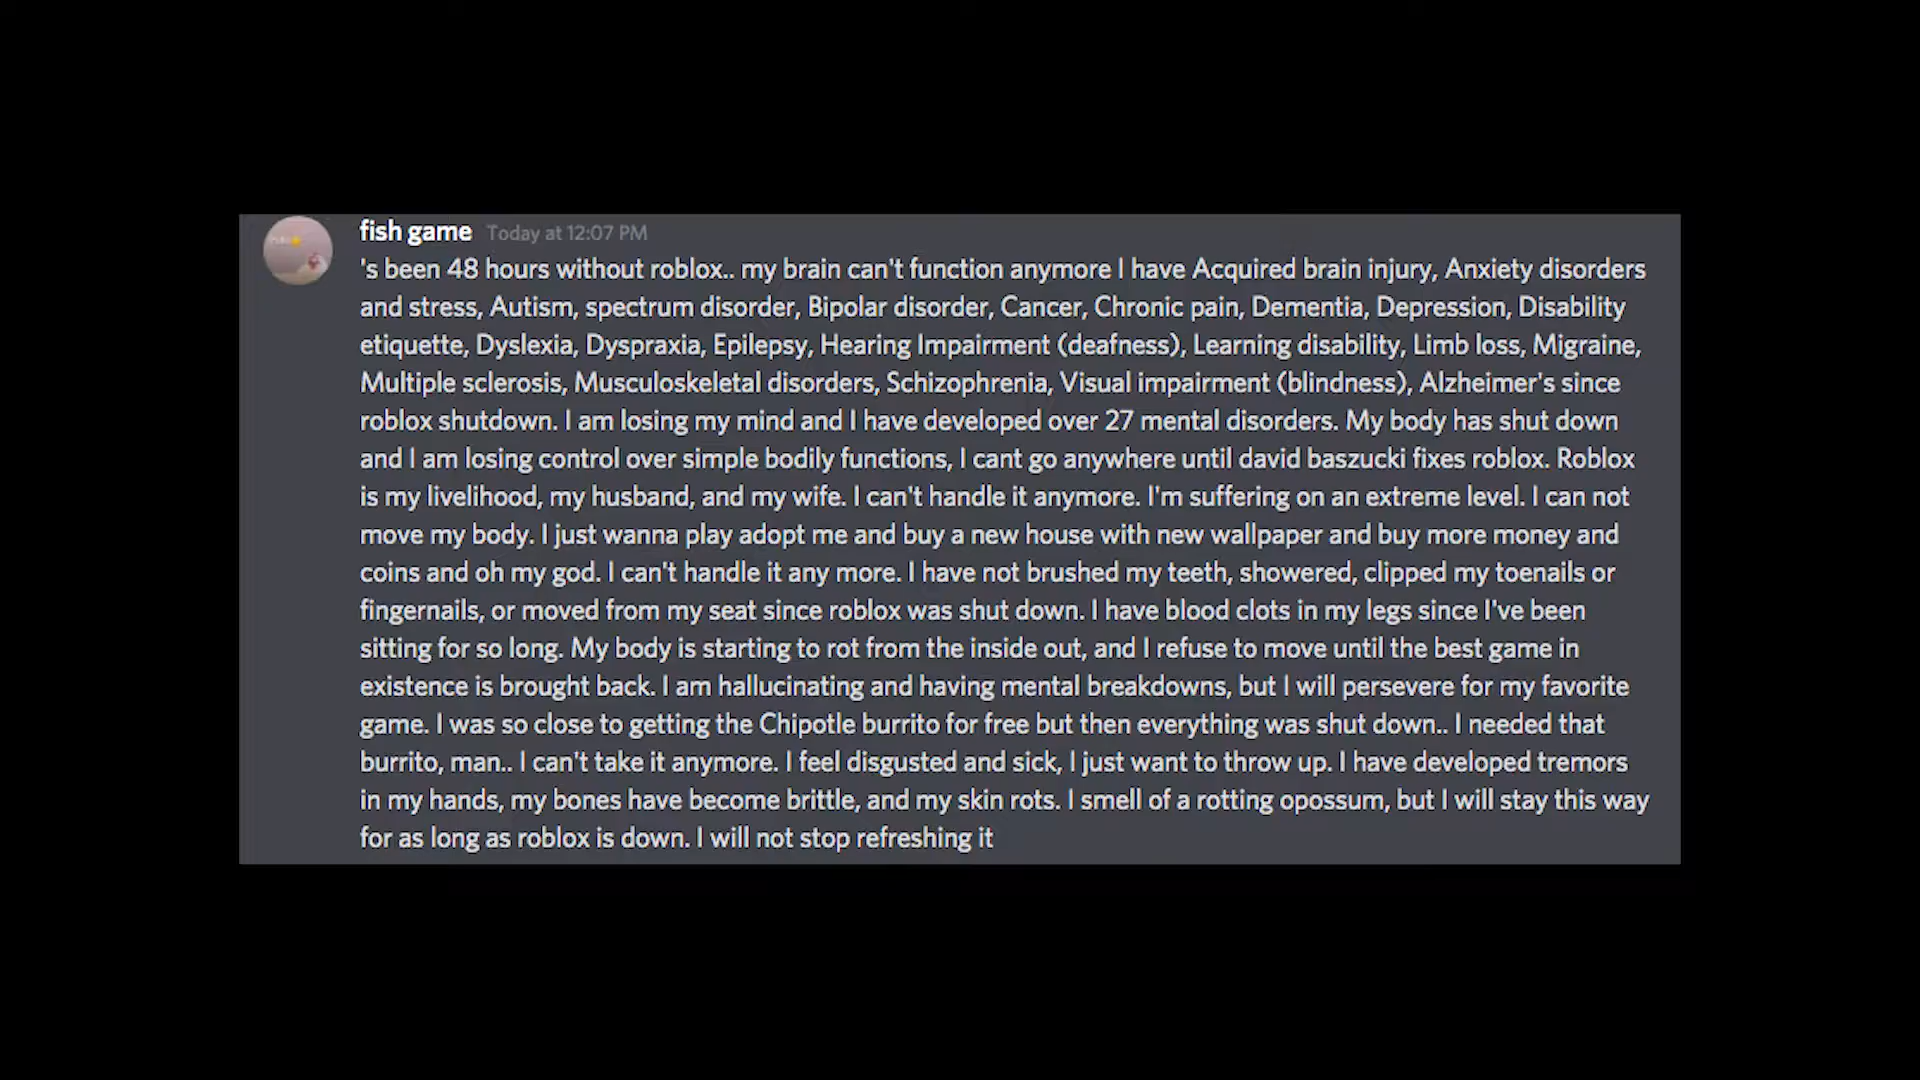 fish game Today at 12:07 PM
's been 48 hours without roblox.. my brain can't function anymore I have Acquired brain injury, Anxiety disorders
and stress, Autism, spectrum disorder, Bipolar disorder, Cancer, Chronic pain, Dementia, Depression, Disability
etiquette, Dyslexia, Dyspraxia, Epilepsy, Hearing Impairment (deafness), Learning disability, Limb loss, Migraine,
Multiple sclerosis, Musculoskeletal disorders, Schizophrenia, Visual impairment (blindness), Alzheimer's since
roblox shutdown. I am losing my mind and I have developed over 27 mental disorders. My body has shut down
and I am losing control over simple bodily functions, I cant go anywhere until david baszucki fixes roblox. Roblox
is my livelihood, my husband, and my wife. I can't handle it anymore. I'm suffering on an extreme level. I can not
move my body. I just wanna play adopt me and buy a new house with new wallpaper and buy more money and
coins and oh my god. I can't handle it any more. I have not brushed my teeth, showered, clipped my toenails or
fingernails, or moved from my seat since roblox was shut down. I have blood clots in my legs since I've been
sitting for so long. My body is starting to rot from the inside out, and I refuse to move until the best game in
existence is brought back. I am hallucinating and having mental breakdowns, but I will persevere for my favorite
game. I was so close to getting the Chipotle burrito for free but then everything was shut down.. I needed that
burrito, man.. I can't take it anymore. I feel disgusted and sick, I just want to throw up. I have developed tremors
in my hands, my bones have become brittle, and my skin rots. I smell of a rotting opossum, but I will stay this way
for as long as roblox is down. I will not stop refreshing it